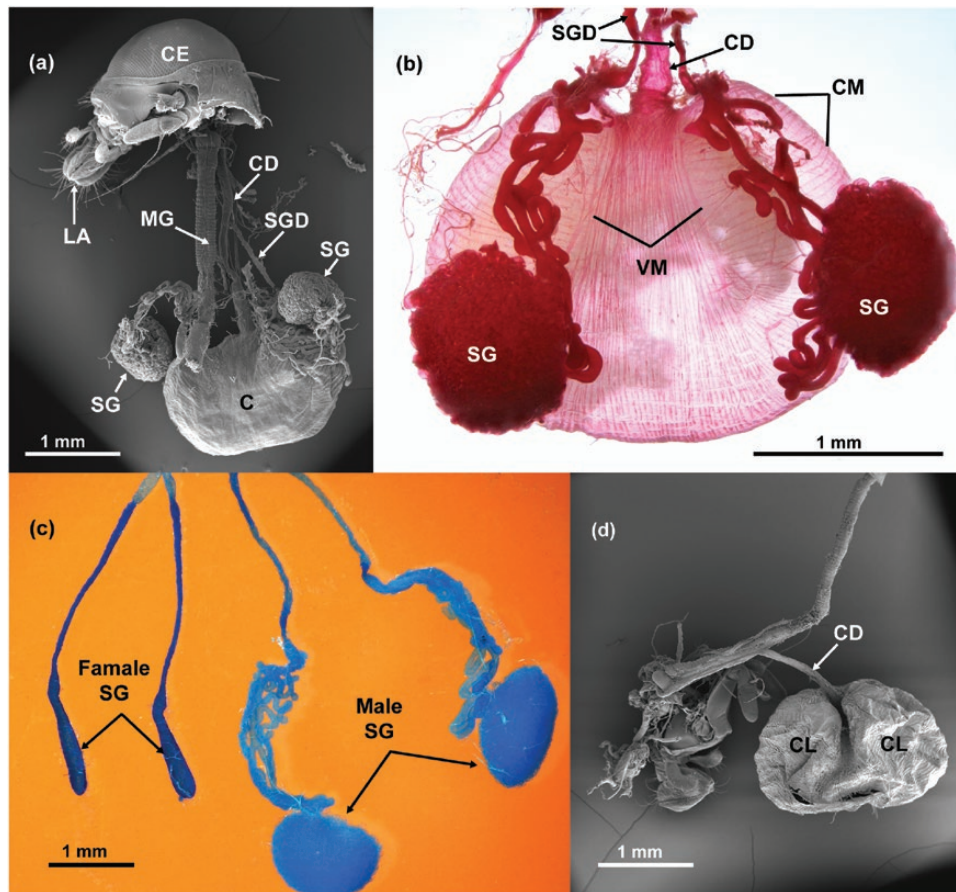 (a)
CE
CD
MG
SGD
SG
LA
SG
C
1 mm
(b)
SGD
CD
CM
VM
SG
SG
1 mm
(c)
Famale
SG
Male
SG
1 mm
(d)
CD
CL
CL
1 mm